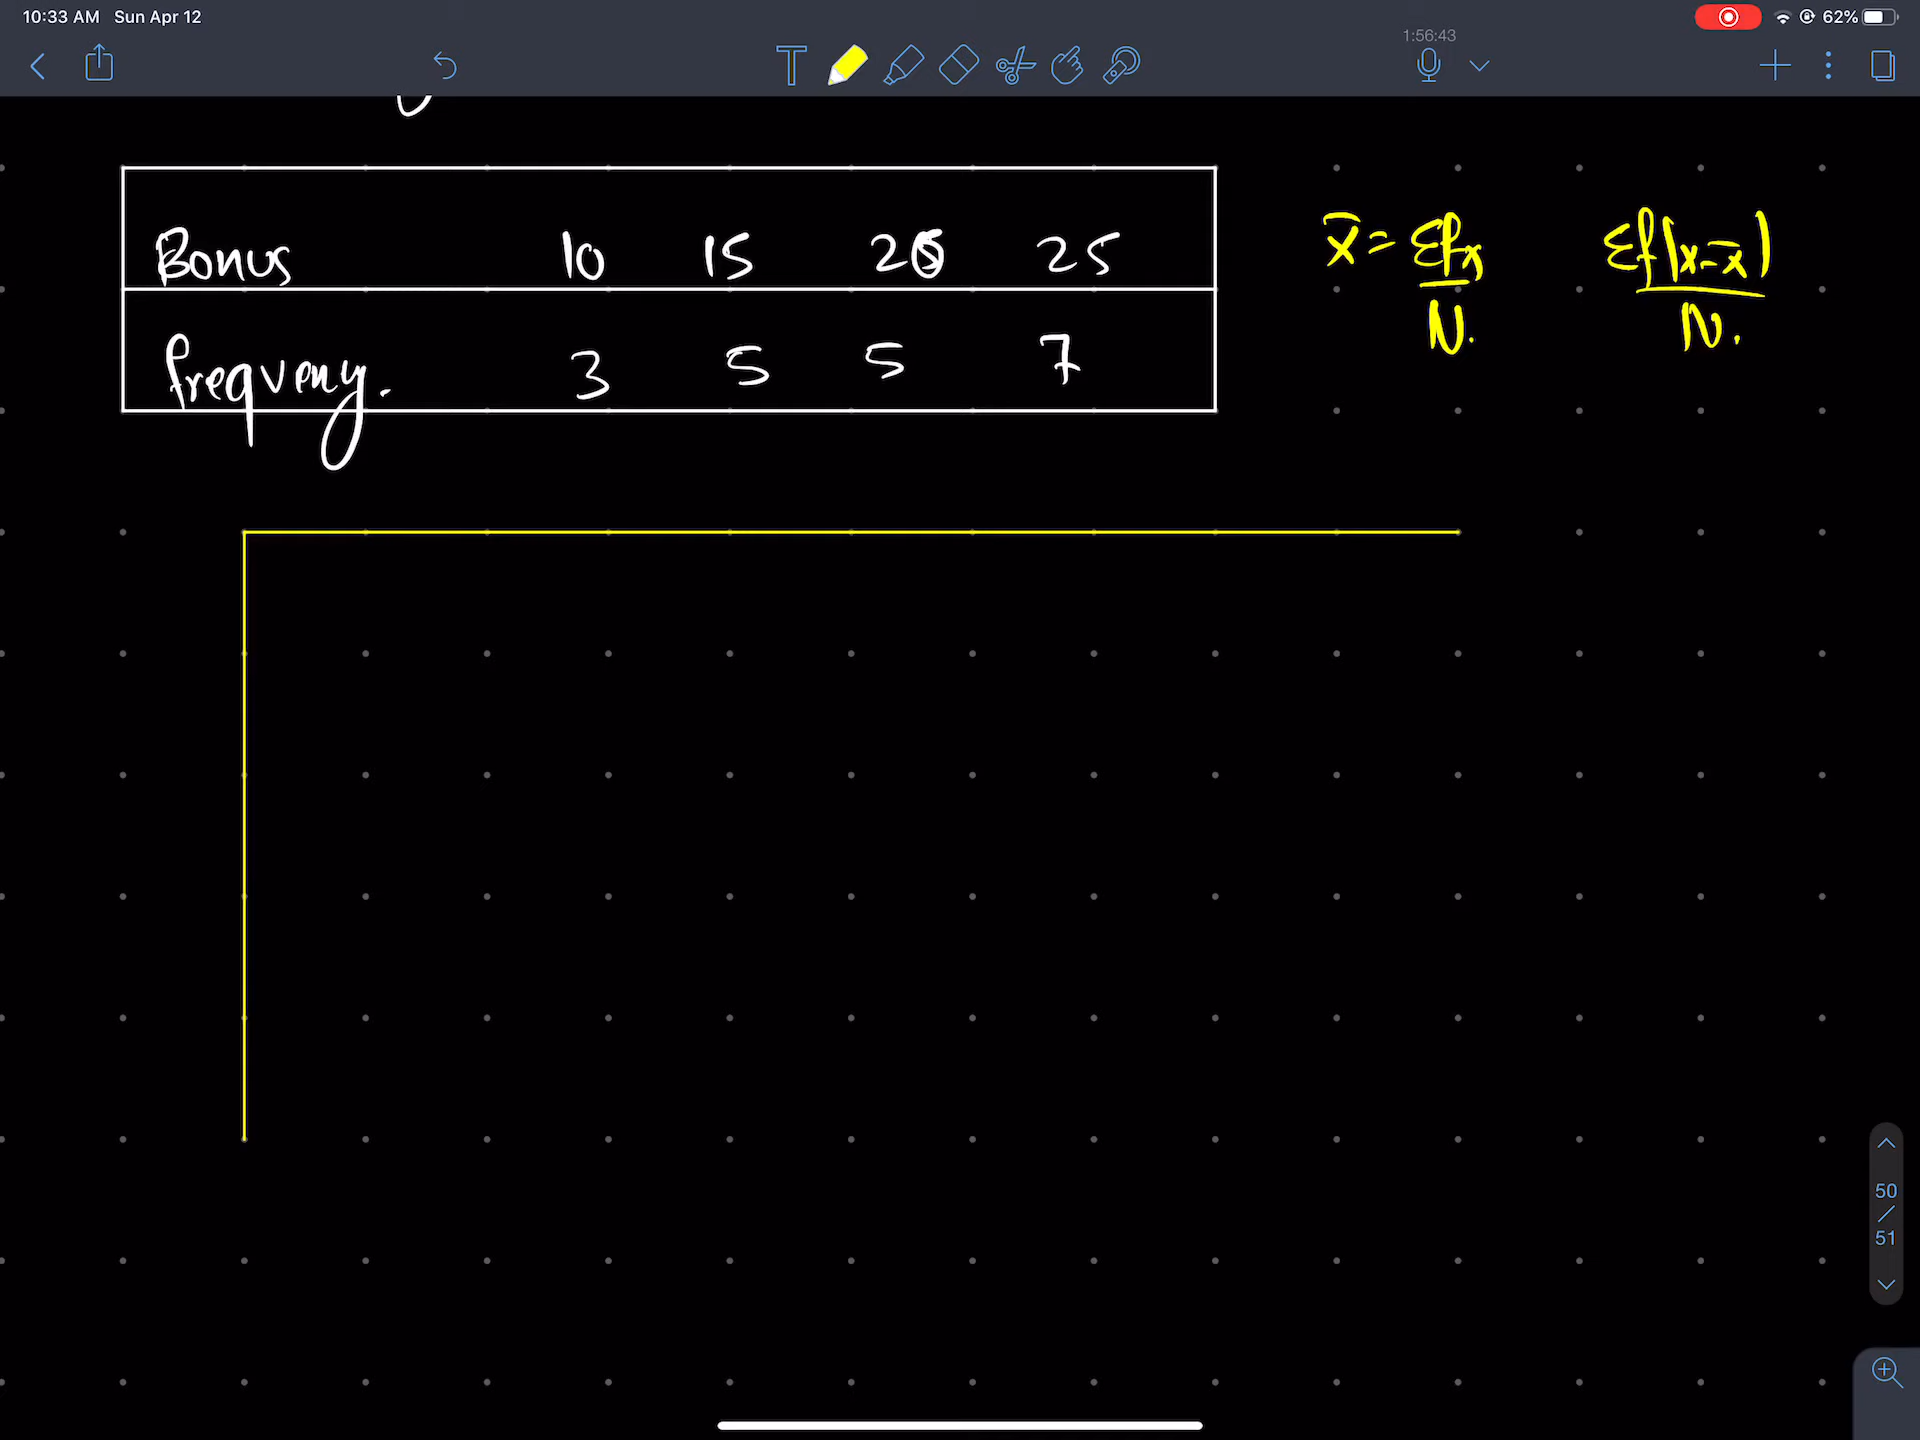 10:33 AM Sun Apr 12
62%
1:56:43
Bonus 10 15 20 25
frequeny. 3 5 5 7
x̄ = Σfx / N.
Σf|x-x̄| / N.
50
/
51